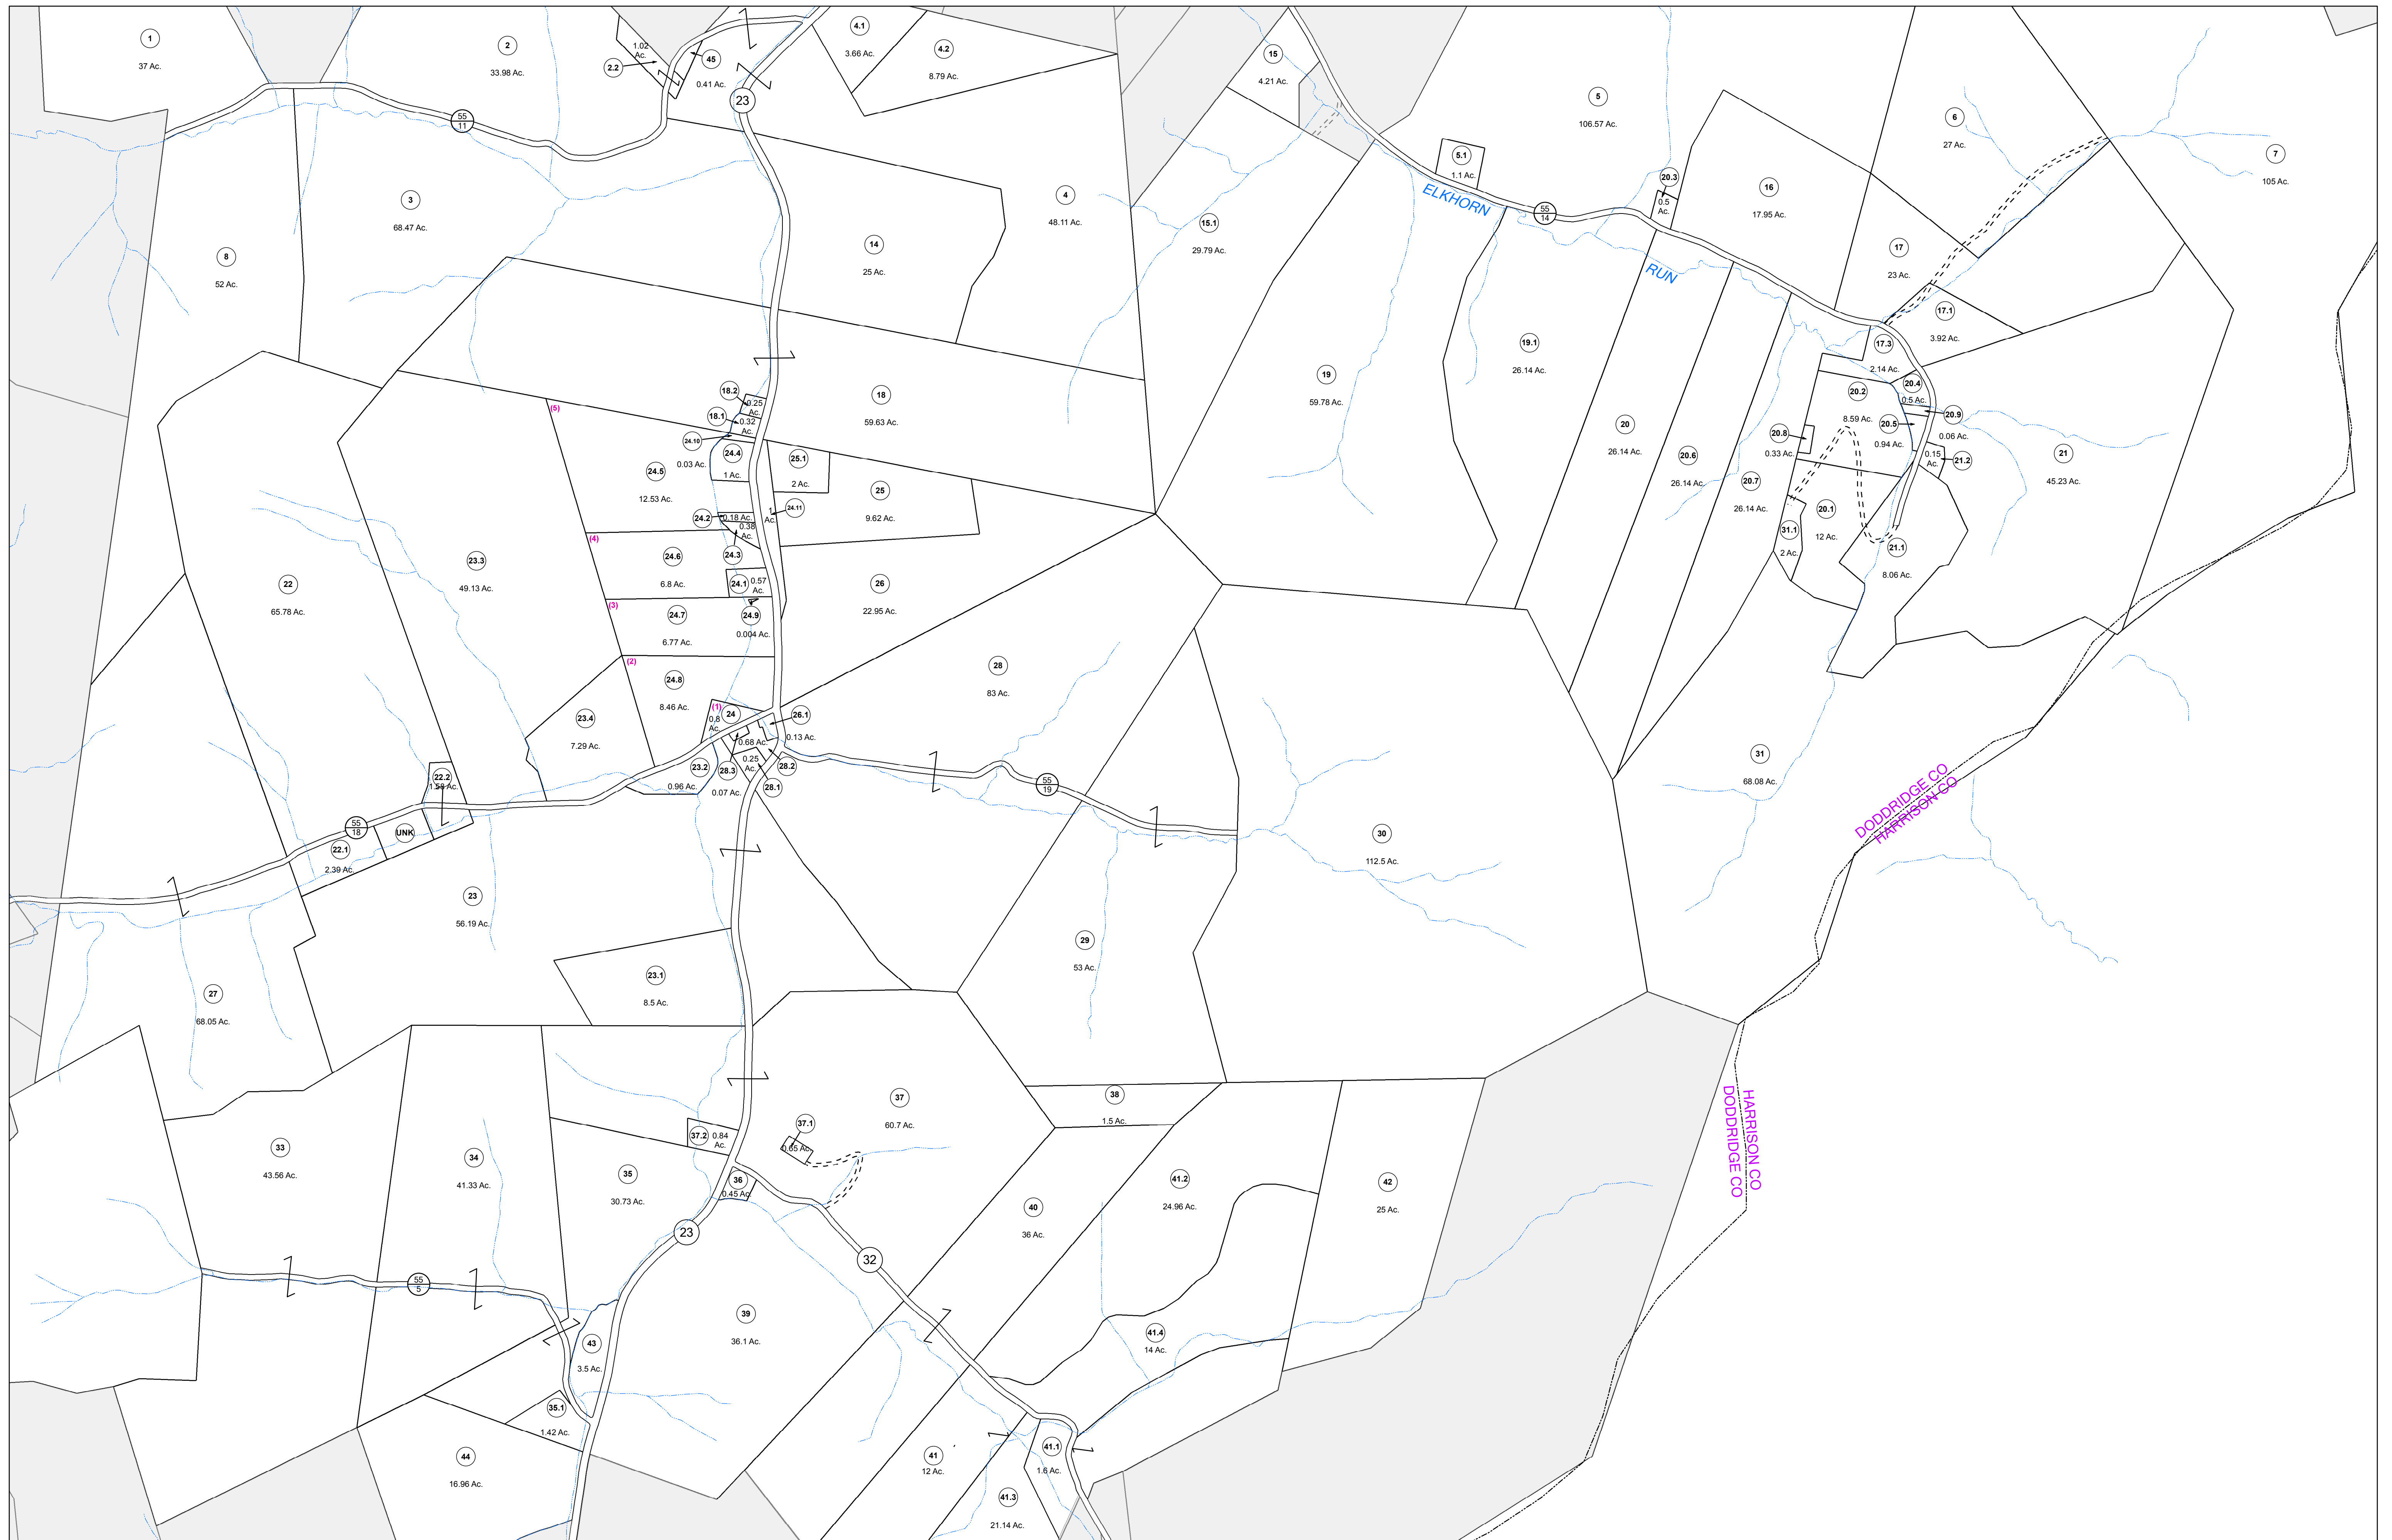 1
37 Ac.
2
33.98 Ac.
1.02
Ac.
2.2
45
0.41 Ac.
23
4.1
3.66 Ac.
4.2
8.79 Ac.
15
4.21 Ac.
5
106.57 Ac.
6
27 Ac.
7
105 Ac.
55
11
5.1
1.1 Ac.
20.3
0.5
Ac.
16
17.95 Ac.
3
68.47 Ac.
4
48.11 Ac.
ELKHORN
55
14
RUN
15.1
29.79 Ac.
8
52 Ac.
14
25 Ac.
17
23 Ac.
17.1
3.92 Ac.
17.3
2.14 Ac.
19
59.78 Ac.
19.1
26.14 Ac.
18
59.63 Ac.
18.2
0.25
Ac.
18.1
0.32
Ac.
(5)
24.10
0.03 Ac.
24.4
1 Ac.
25.1
2 Ac.
24.5
12.53 Ac.
25
9.62 Ac.
20.2
8.59 Ac.
20.4
0.5 Ac.
20.9
0.06 Ac.
20.5
0.94 Ac.
20.8
0.33 Ac.
0.15
Ac.
21.2
21
45.23 Ac.
20
26.14 Ac.
20.6
26.14 Ac.
20.7
26.14 Ac.
20.1
12 Ac.
31.1
2 Ac.
21.1
8.06 Ac.
24.2
0.18 Ac.
0.38
Ac.
1
Ac.
24.11
(4)
24.3
24.6
6.8 Ac.
24.1
0.57
Ac.
23.3
49.13 Ac.
22
65.78 Ac.
26
22.95 Ac.
(3)
24.7
6.77 Ac.
24.9
0.004 Ac.
(2)
24.8
8.46 Ac.
28
83 Ac.
23.4
7.29 Ac.
(1)
0.8
Ac.
24
26.1
0.13 Ac.
0.68 Ac.
0.25
Ac.
28.2
23.2
0.96 Ac.
28.3
0.07 Ac.
28.1
55
19
31
68.08 Ac.
DODDRIDGE CO
HARRISON CO
22.2
1.58 Ac.
55
18
UNK
22.1
2.39 Ac.
30
112.5 Ac.
23
56.19 Ac.
29
53 Ac.
23.1
8.5 Ac.
27
68.05 Ac.
37
60.7 Ac.
38
1.5 Ac.
HARRISON CO
DODDRIDGE CO
37.2
0.84
Ac.
37.1
0.65 Ac.
33
43.56 Ac.
34
41.33 Ac.
35
30.73 Ac.
36
0.45 Ac.
41.2
24.96 Ac.
42
25 Ac.
40
36 Ac.
23
32
55
5
39
36.1 Ac.
43
3.5 Ac.
41.4
14 Ac.
35.1
1.42 Ac.
44
16.96 Ac.
41
12 Ac.
41.1
1.6 Ac.
41.3
21.14 Ac.